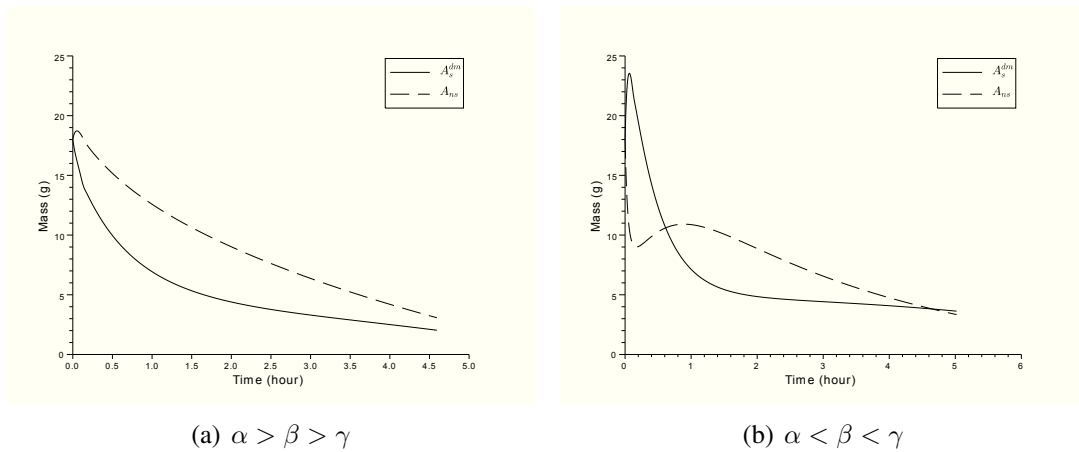 25
20
15
10
5
0
Mass (g)
0.0 0.5 1.0 1.5 2.0 2.5 3.0 3.5 4.0 4.5 5.0
Time (hour)
A_s^{dm}
A_{ns}
(a) α > β > γ
25
20
15
10
5
0
Mass (g)
0 1 2 3 4 5 6
Time (hour)
A_s^{dm}
A_{ns}
(b) α < β < γ